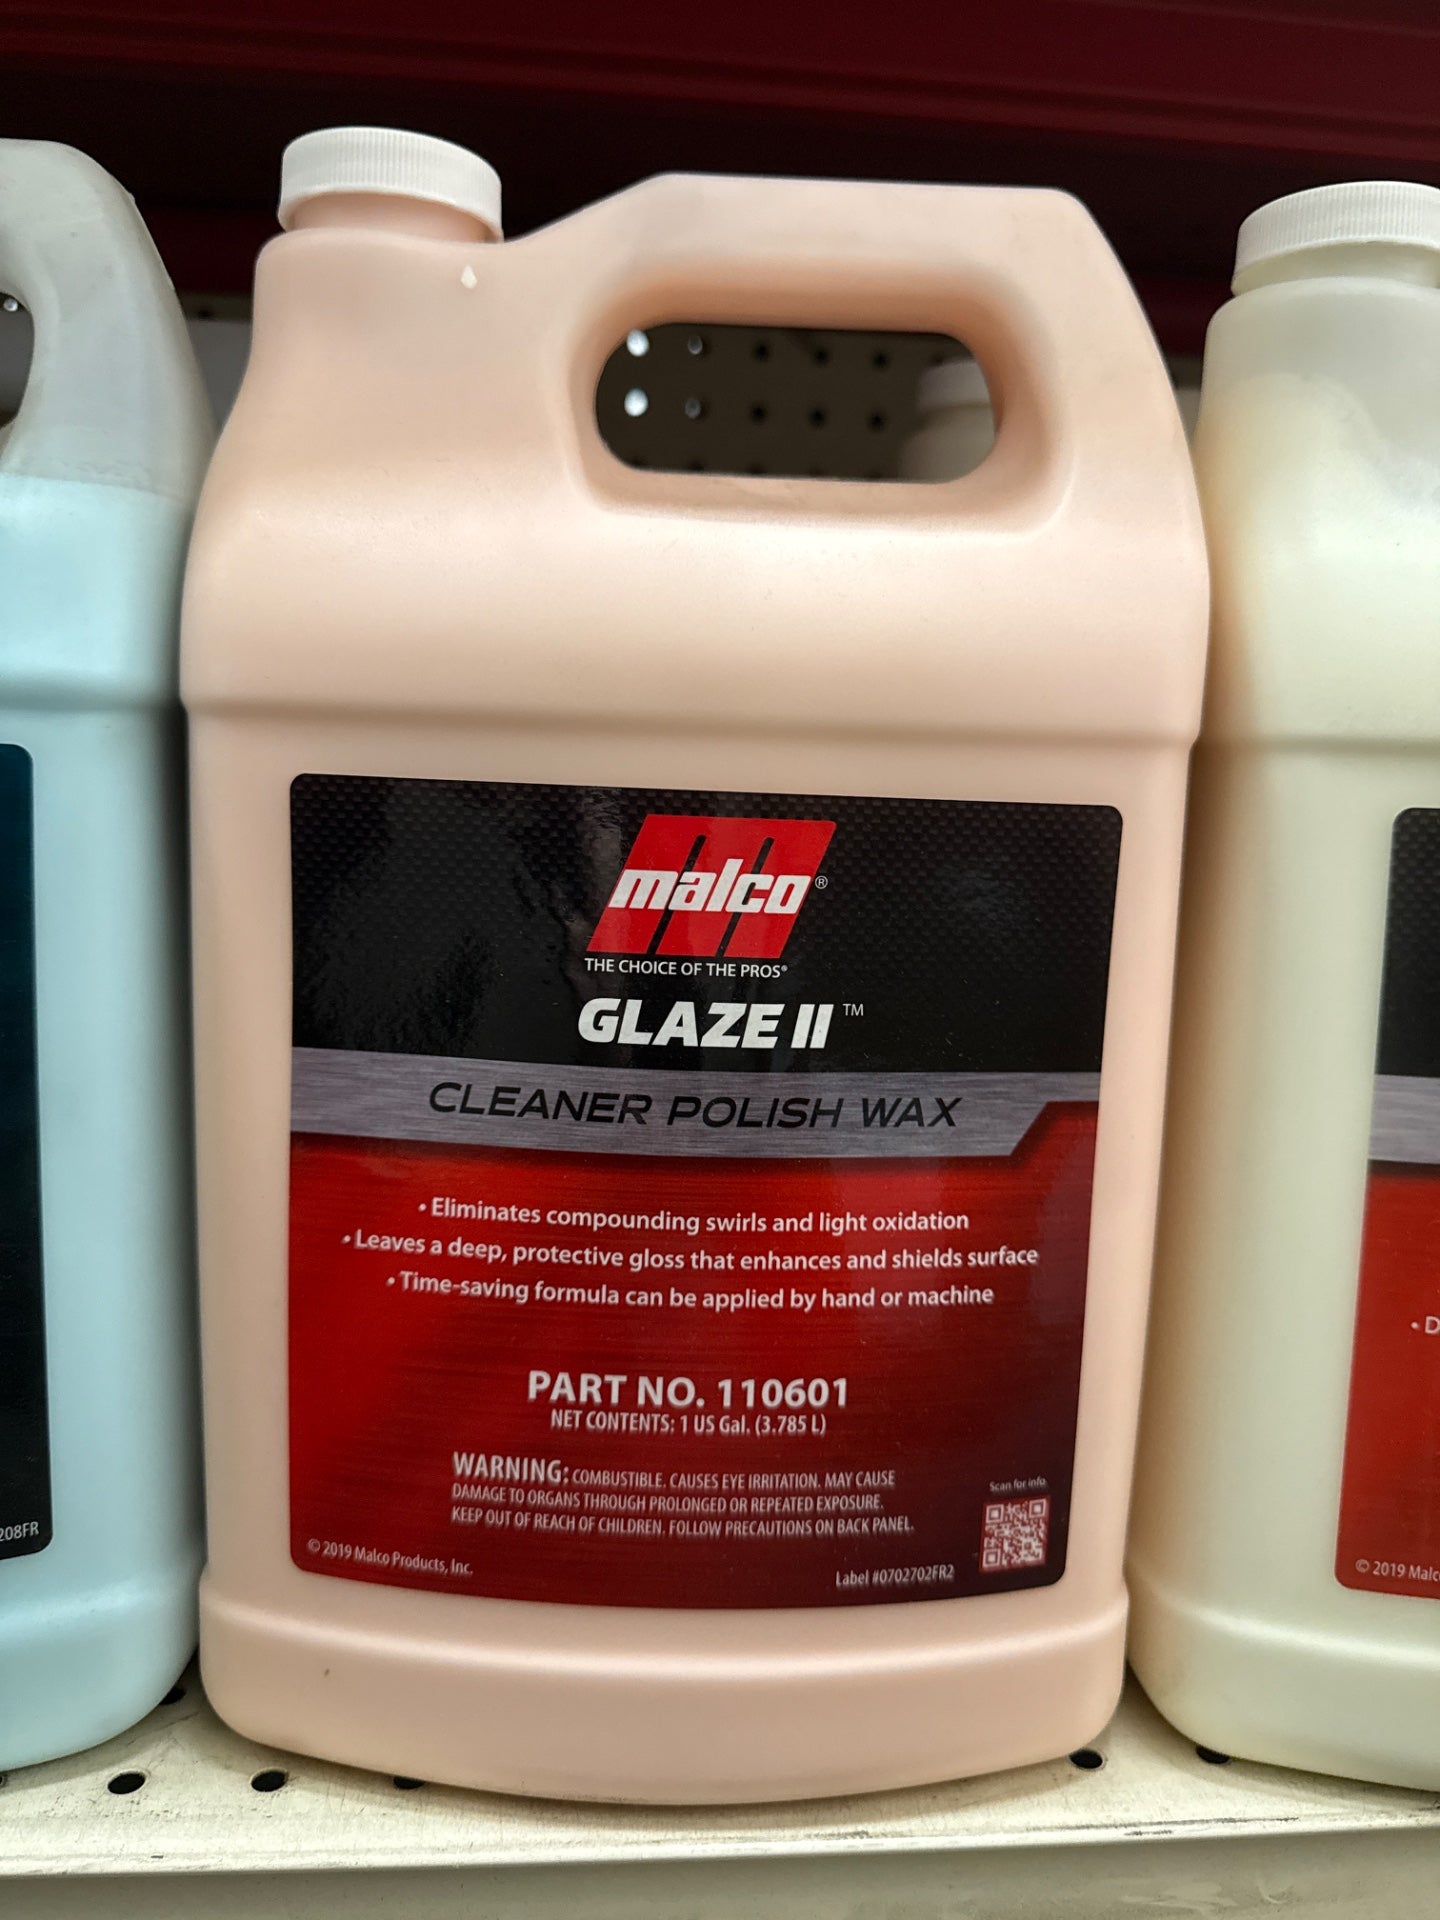 malco®
THE CHOICE OF THE PROS®
GLAZE II™
CLEANER POLISH WAX
• Eliminates compounding swirls and light oxidation
• Leaves a deep, protective gloss that enhances and shields surface
• Time-saving formula can be applied by hand or machine
PART NO. 110601
NET CONTENTS: 1 US Gal. (3.785 L)
WARNING: COMBUSTIBLE. CAUSES EYE IRRITATION. MAY CAUSE
DAMAGE TO ORGANS THROUGH PROLONGED OR REPEATED EXPOSURE.
KEEP OUT OF REACH OF CHILDREN. FOLLOW PRECAUTIONS ON BACK PANEL.
Scan for info.
© 2019 Malco Products, Inc.
Label #0702702FR2
208FR
• D
© 2019 Malc